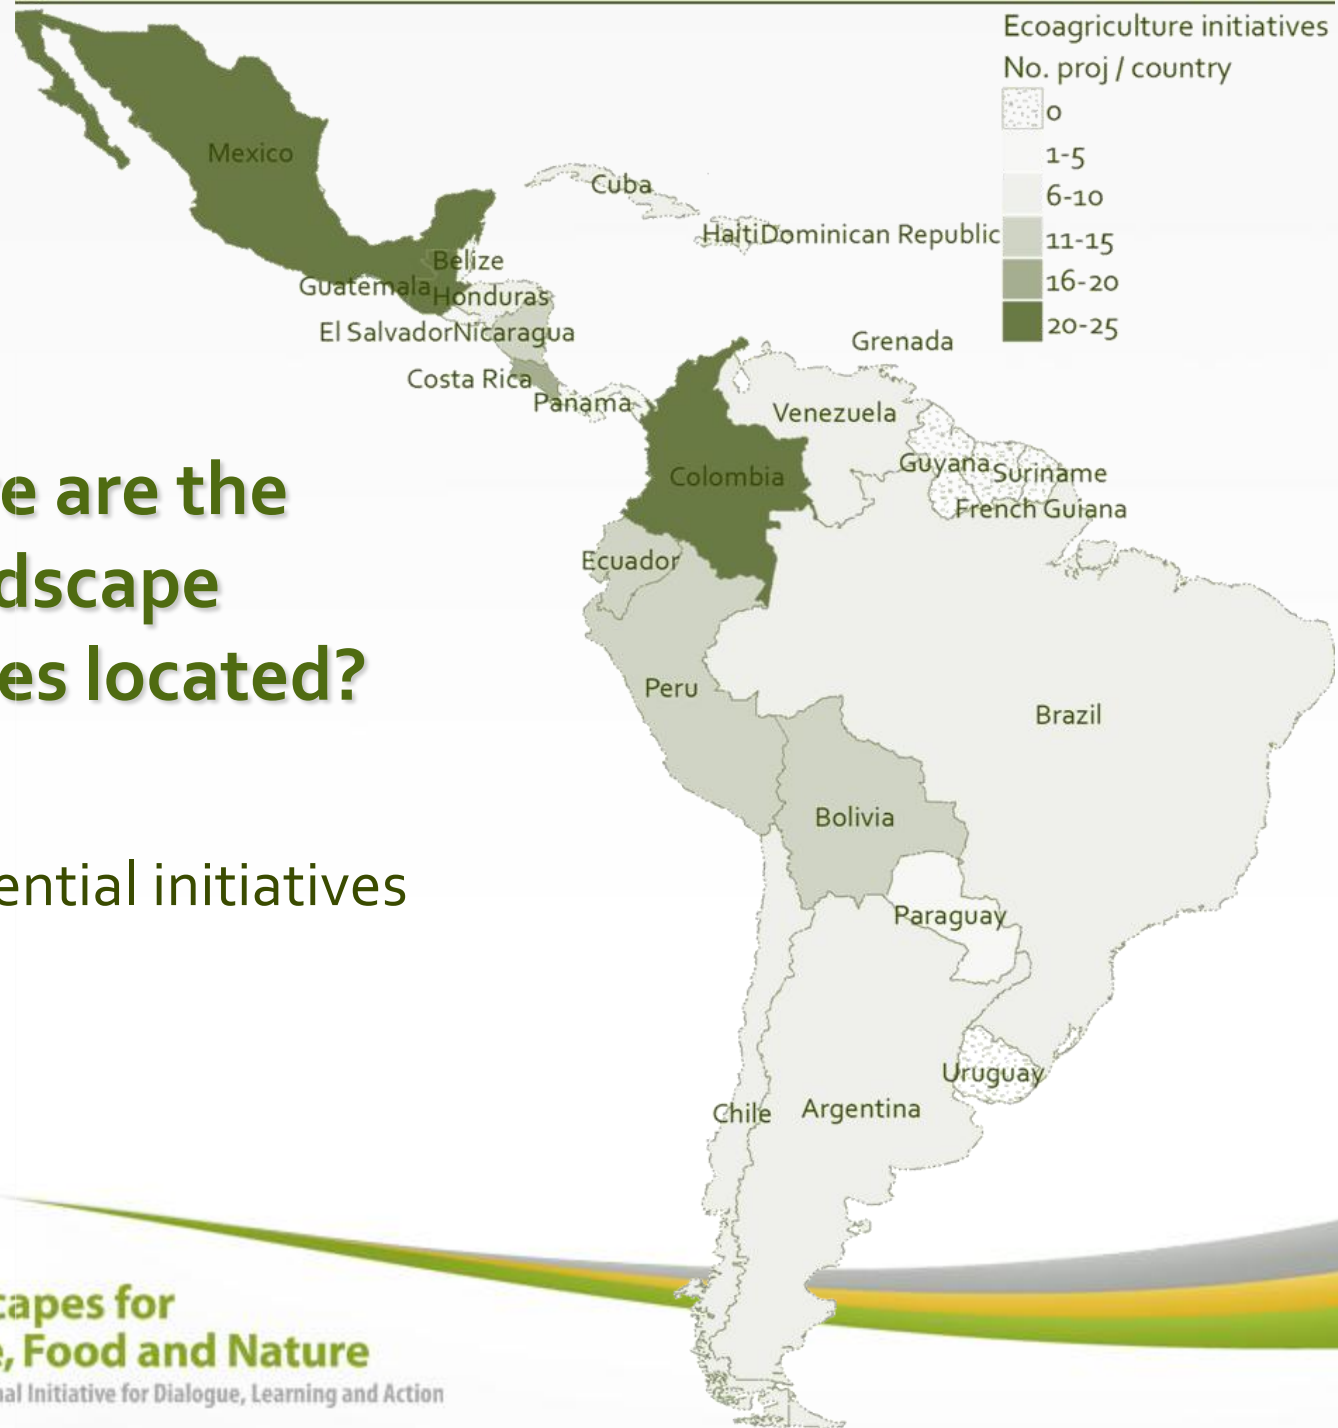 Ecoagriculture initiatives
No. proj / country
0
1-5
6-10
11-15
16-20
20-25
Mexico
Cuba
Haiti
Dominican Republic
Belize
Guatemala
Honduras
El Salvador
Nicaragua
Costa Rica
Panama
Grenada
Venezuela
Colombia
Guyana
Suriname
French Guiana
Ecuador
Peru
Brazil
Bolivia
Paraguay
Uruguay
Chile
Argentina
e are the
dscape
es located?
ential initiatives
capes for
e, Food and Nature
al Initiative for Dialogue, Learning and Action